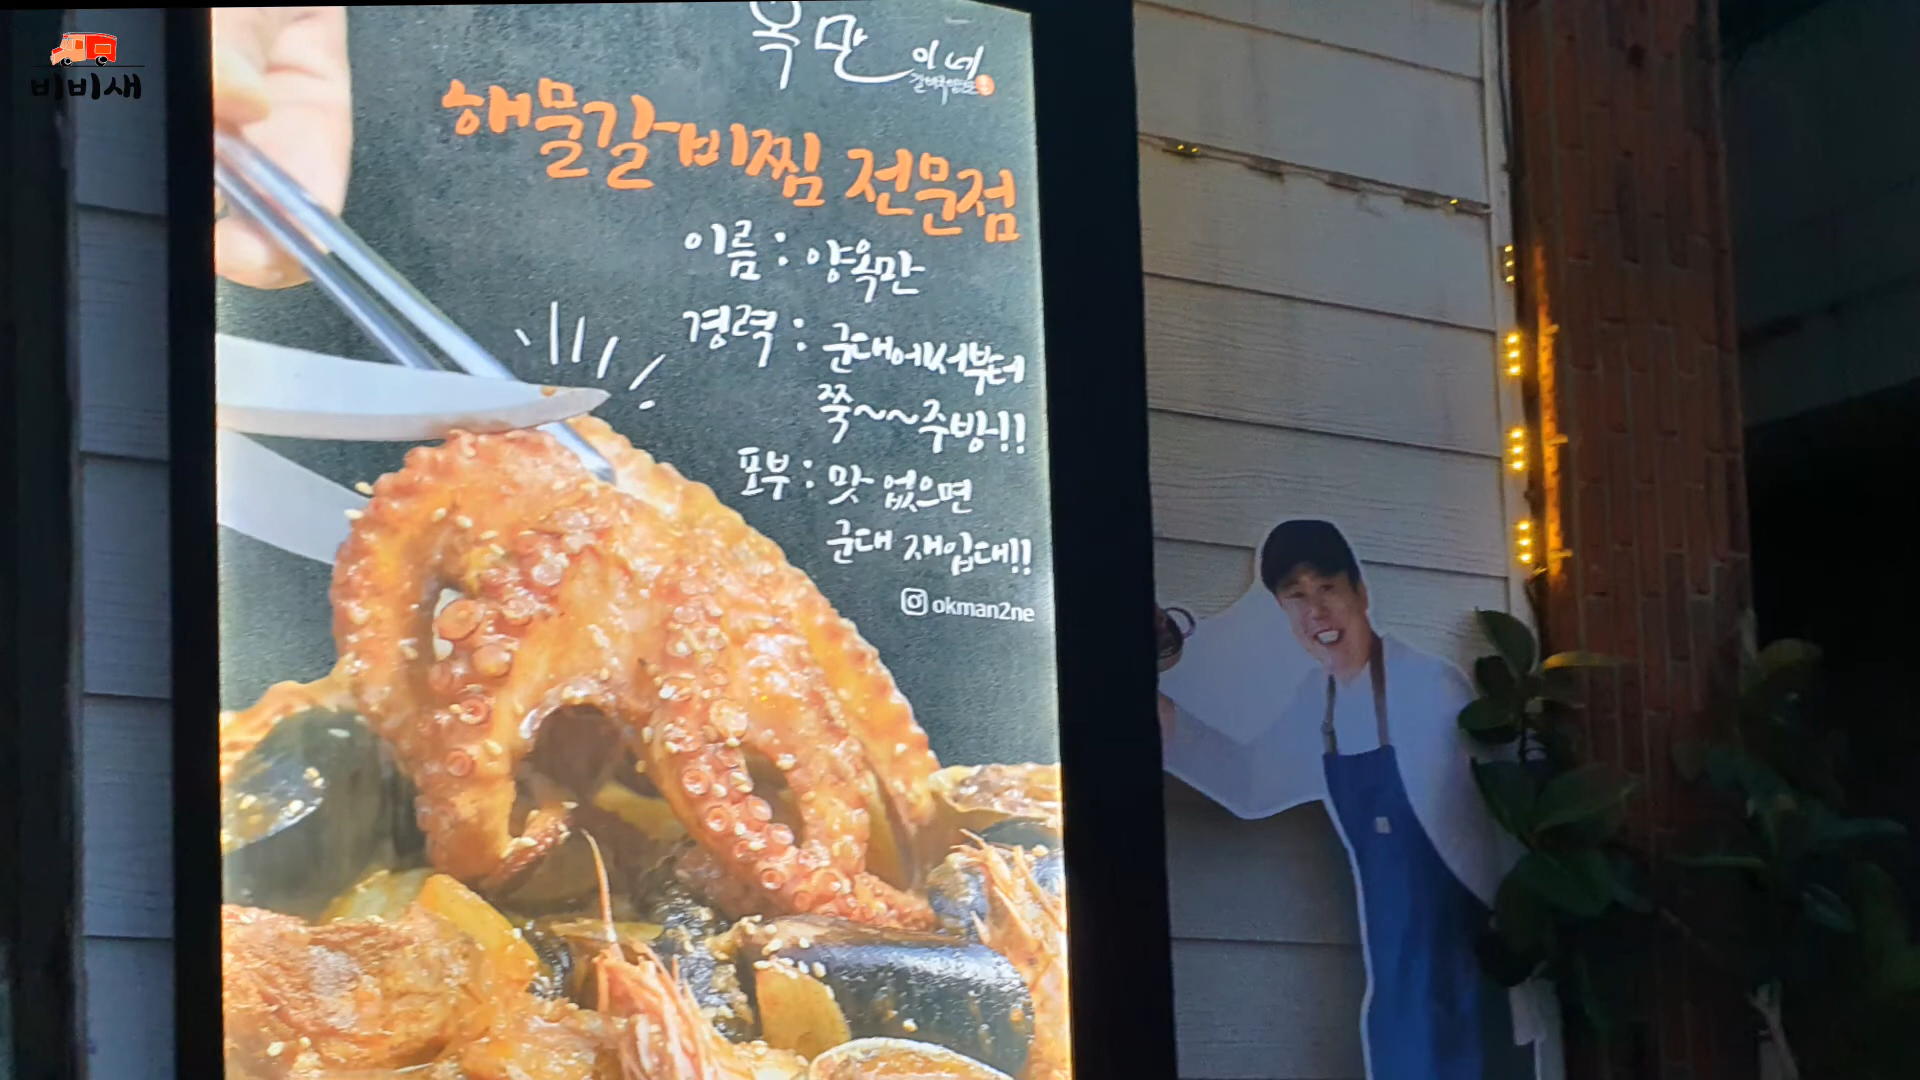 비비새
옥만이네
해물갈비찜 전문점
이름 : 양옥만
경력 : 군대에서부터
쭉~~주방!!
포부 : 맛 없으면
군대 재입대!!
okman2ne